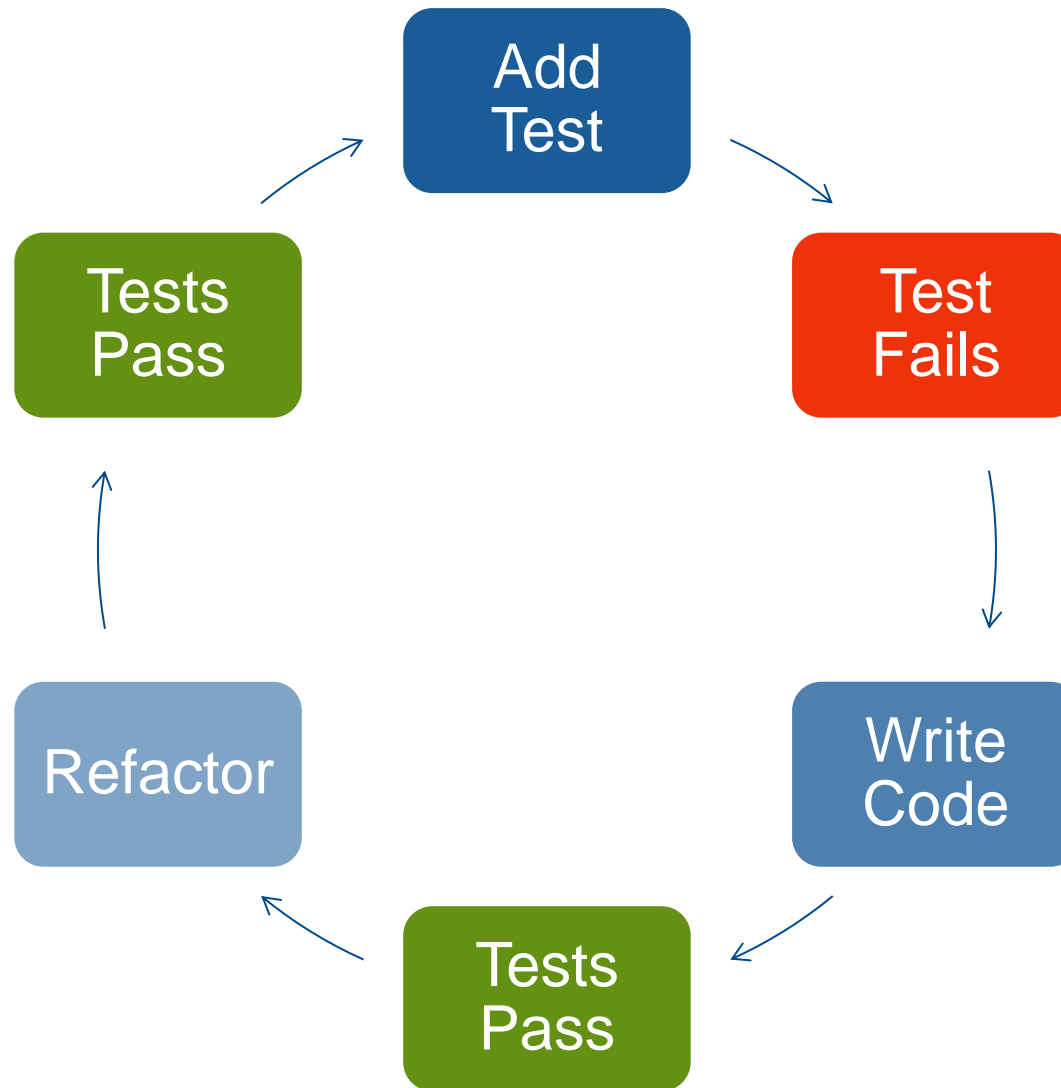 Add
Test
Test
Fails
Write
Code
Tests
Pass
Refactor
Tests
Pass